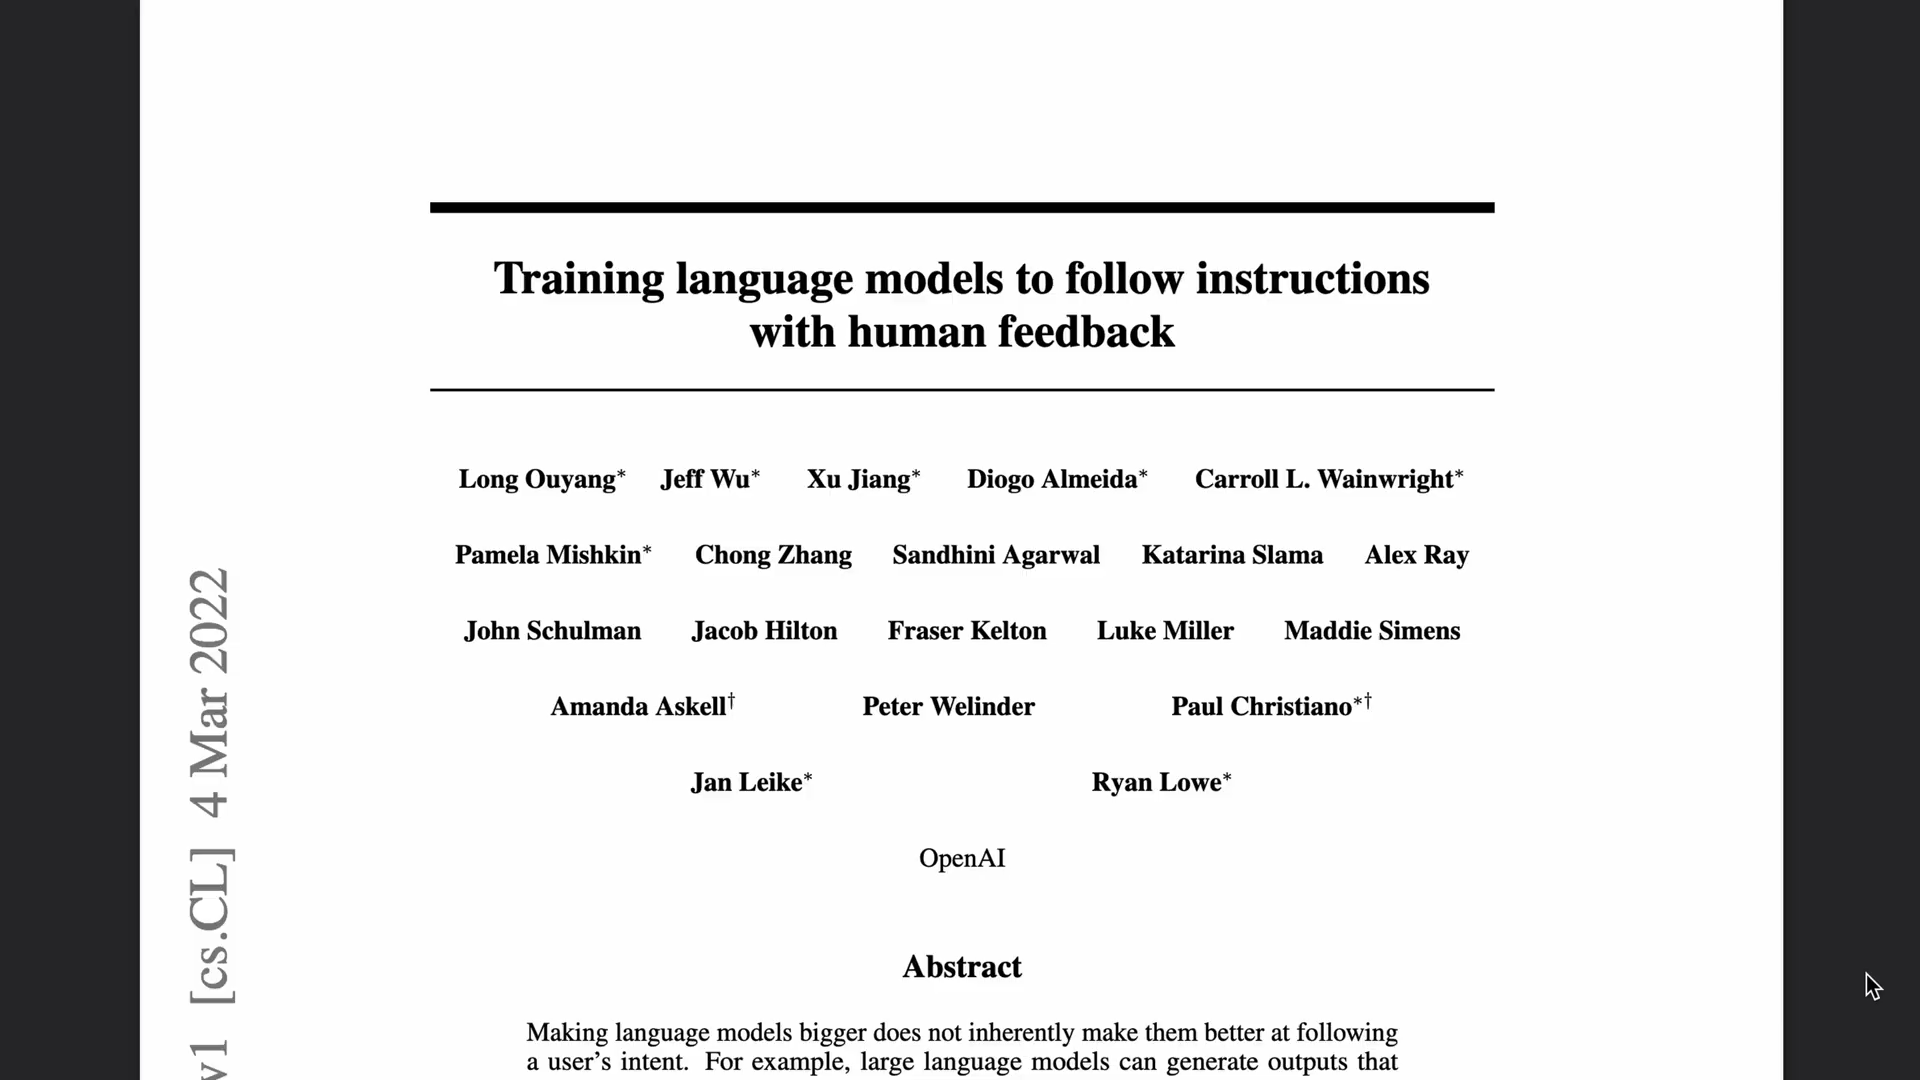 Training language models to follow instructions
with human feedback
Long Ouyang* Jeff Wu* Xu Jiang* Diogo Almeida* Carroll L. Wainwright*
Pamela Mishkin* Chong Zhang Sandhini Agarwal Katarina Slama Alex Ray
John Schulman Jacob Hilton Fraser Kelton Luke Miller Maddie Simens
Amanda Askell† Peter Welinder Paul Christiano*†
Jan Leike* Ryan Lowe*
OpenAI
Abstract
Making language models bigger does not inherently make them better at following
a user's intent. For example, large language models can generate outputs that
v1 [cs.CL] 4 Mar 2022